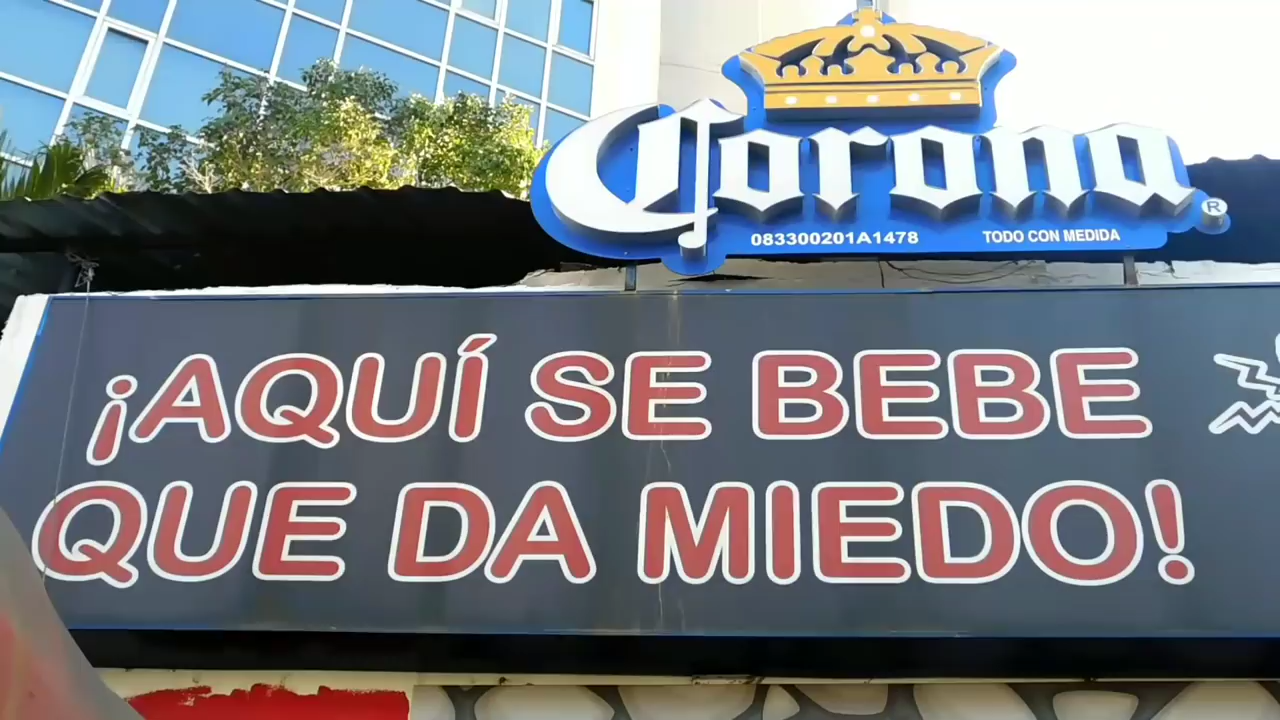 Corona
®
083300201A1478 TODO CON MEDIDA
¡AQUÍ SE BEBE
QUE DA MIEDO!